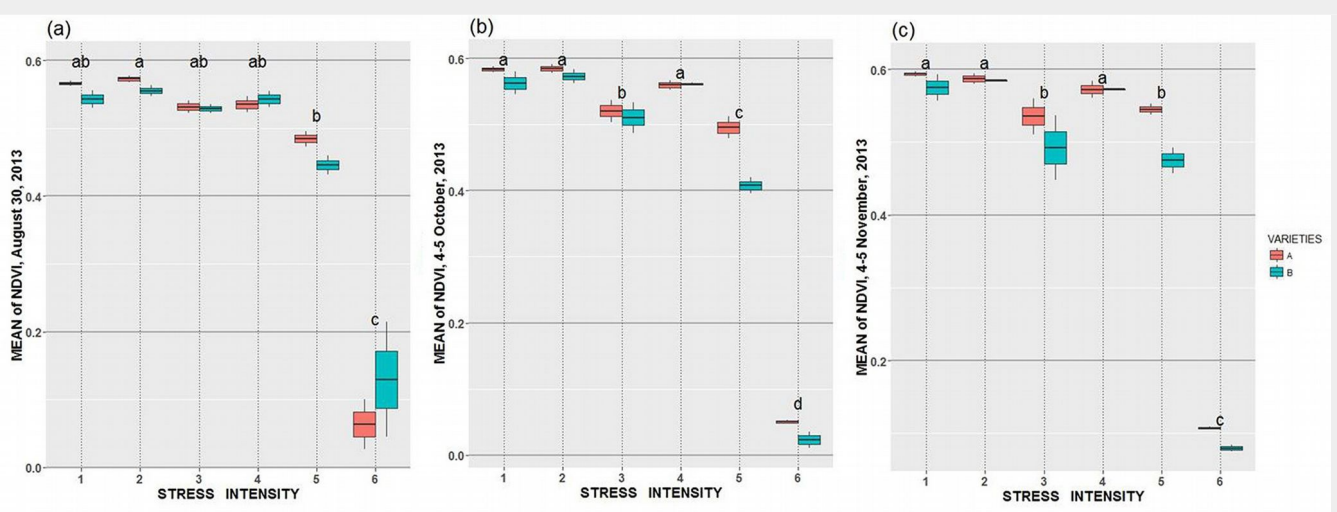 (a)
MEAN of NDVI, August 30, 2013
0.6
0.4
0.2
0.0
ab
a
ab
ab
b
c
1 2 3 4 5 6
STRESS INTENSITY
(b)
MEAN of NDVI, 4-5 October, 2013
0.6
0.4
0.2
0.0
a
a
b
a
c
d
1 2 3 4 5 6
STRESS INTENSITY
(c)
MEAN of NDVI, 4-5 November, 2013
0.6
0.4
0.2
a
a
b
a
b
c
1 2 3 4 5 6
STRESS INTENSITY
VARIETIES
A
B